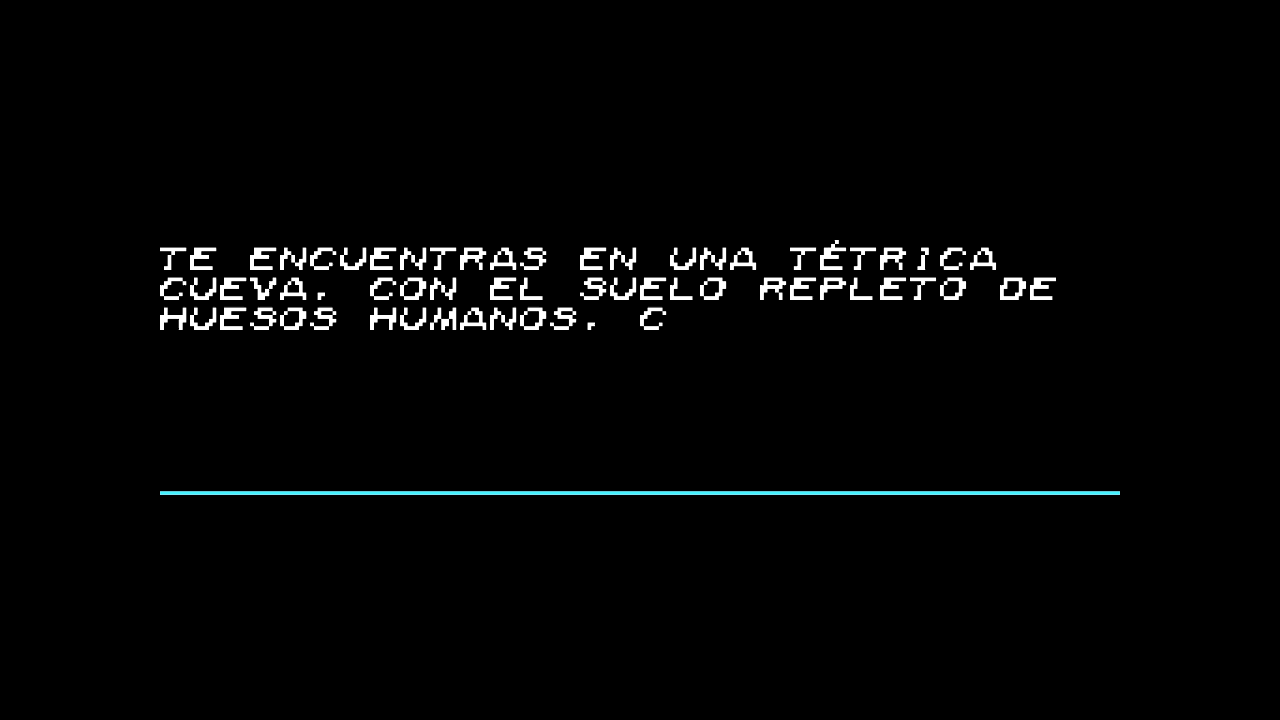 TE ENCUENTRAS EN UNA TÉTRICA
CUEVA, CON EL SUELO REPLETO DE
HUESOS HUMANOS. C